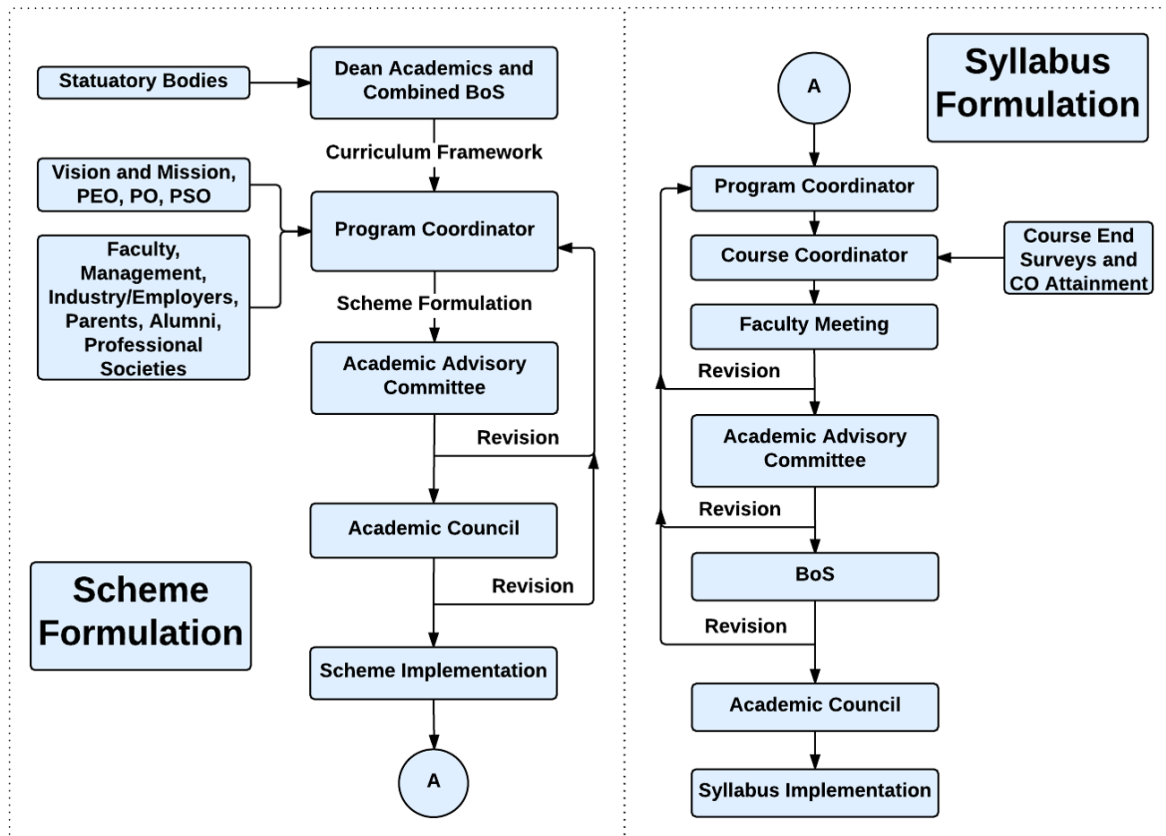 Statuatory Bodies
Dean Academics and
Combined BoS
Curriculum Framework
Vision and Mission,
PEO, PO, PSO
Program Coordinator
Faculty,
Management,
Industry/Employers,
Parents, Alumni,
Professional
Societies
Scheme Formulation
Academic Advisory
Committee
Revision
Academic Council
Revision
Scheme
Formulation
Scheme Implementation
A
Syllabus
Formulation
A
Program Coordinator
Course Coordinator
Course End
Surveys and
CO Attainment
Faculty Meeting
Revision
Academic Advisory
Committee
Revision
BoS
Revision
Academic Council
Syllabus Implementation